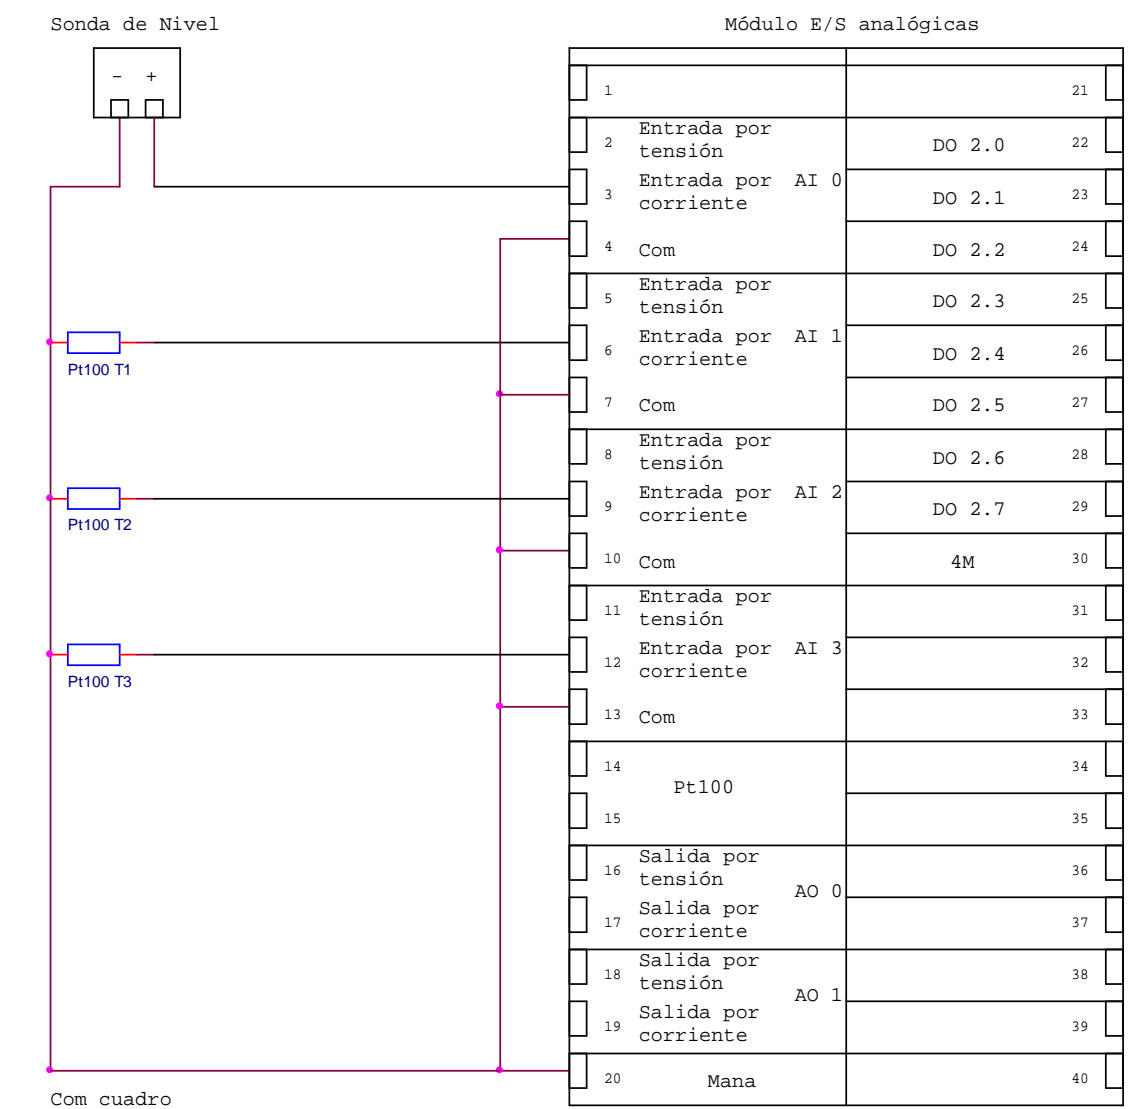 Sonda de Nivel
Módulo E/S analógicas
- +
1
21
2
Entrada por
tensión
DO 2.0
22
3
Entrada por
corriente
AI 0
DO 2.1
23
4
Com
DO 2.2
24
5
Entrada por
tensión
DO 2.3
25
6
Entrada por
corriente
AI 1
DO 2.4
26
Pt100 T1
7
Com
DO 2.5
27
8
Entrada por
tensión
DO 2.6
28
9
Entrada por
corriente
AI 2
DO 2.7
29
Pt100 T2
10
Com
4M
30
11
Entrada por
tensión
31
12
Entrada por
corriente
AI 3
32
Pt100 T3
13
Com
33
14
Pt100
34
15
35
16
Salida por
tensión
AO 0
36
17
Salida por
corriente
37
18
Salida por
tensión
AO 1
38
19
Salida por
corriente
39
20
Mana
40
Com cuadro